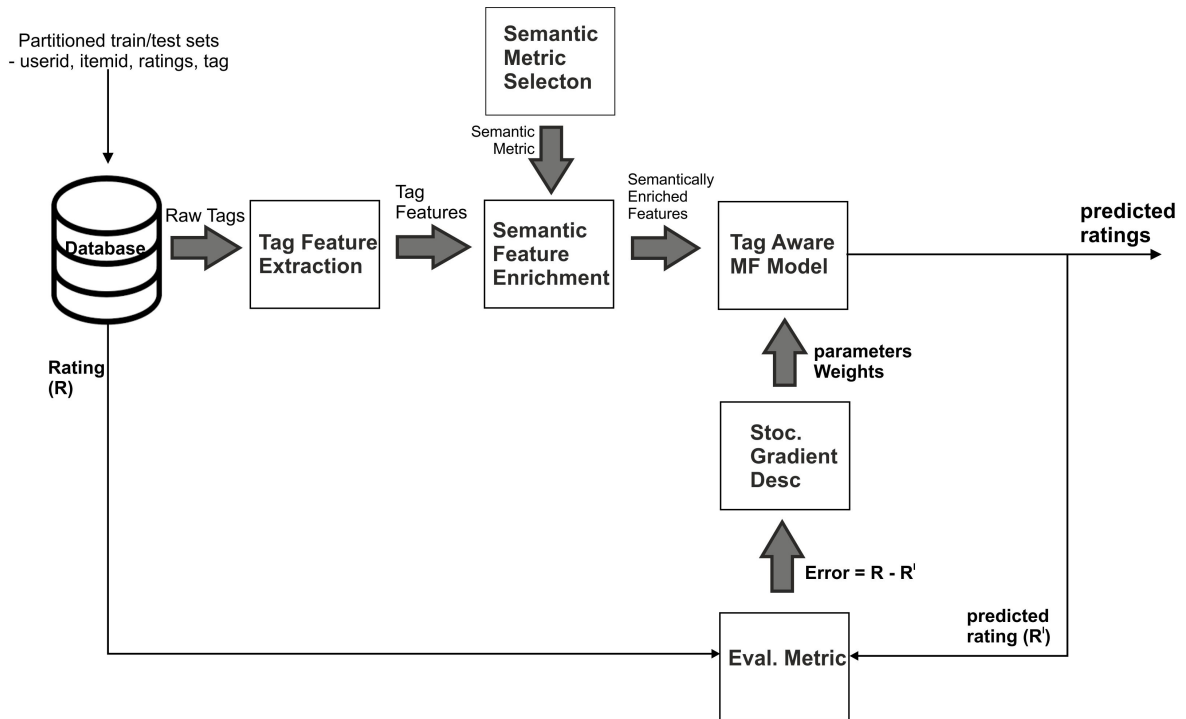 Partitioned train/test sets
- userid, itemid, ratings, tag
Semantic
Metric
Selecton
Semantic
Metric
Database
Raw Tags
Tag Feature
Extraction
Tag
Features
Semantic
Feature
Enrichment
Semantically
Enriched
Features
Tag Aware
MF Model
predicted
ratings
Rating
(R)
parameters
Weights
Stoc.
Gradient
Desc
Error = R - Rᴵ
predicted
rating (Rᴵ)
Eval. Metric